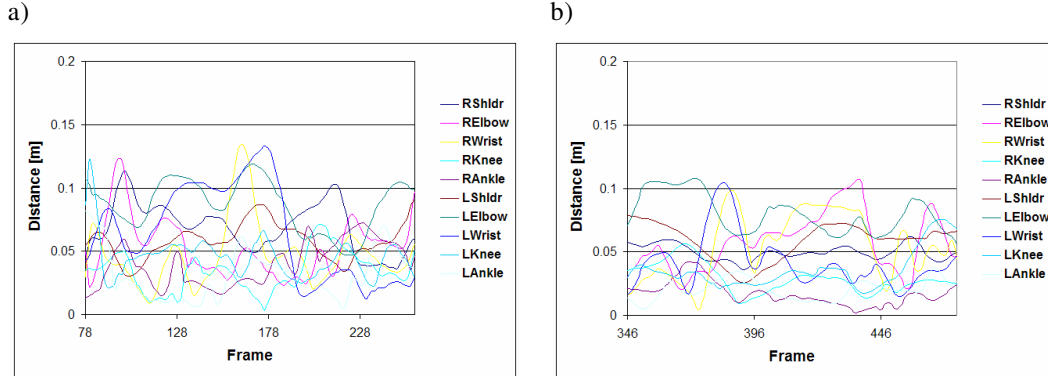 a)
0.2
0.15
0.1
0.05
0
78 128 178 228
Distance [m]
Frame
RShldr
RElbow
RWrist
RKnee
RAnkle
LShldr
LElbow
LWrist
LKnee
LAnkle
b)
0.2
0.15
0.1
0.05
0
346 396 446
Distance [m]
Frame
RShldr
RElbow
RWrist
RKnee
RAnkle
LShldr
LElbow
LWrist
LKnee
LAnkle